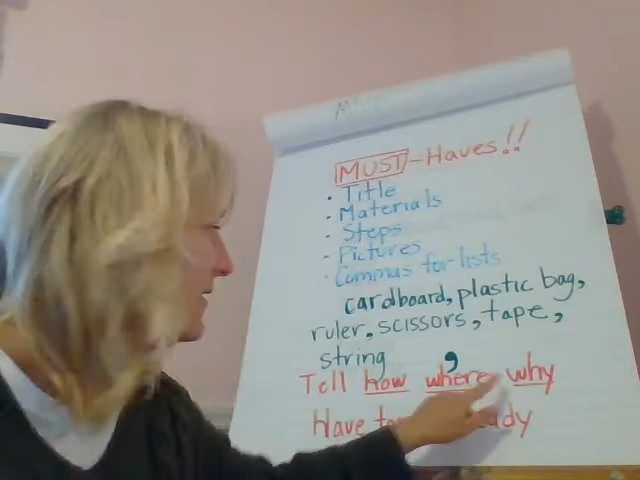 MUST-Haves!!
• Title
• Materials
• Steps
- Pictures
• Commas for lists
cardboard, plastic bag,
ruler, scissors, tape,
string ,
Tell how where why
Have